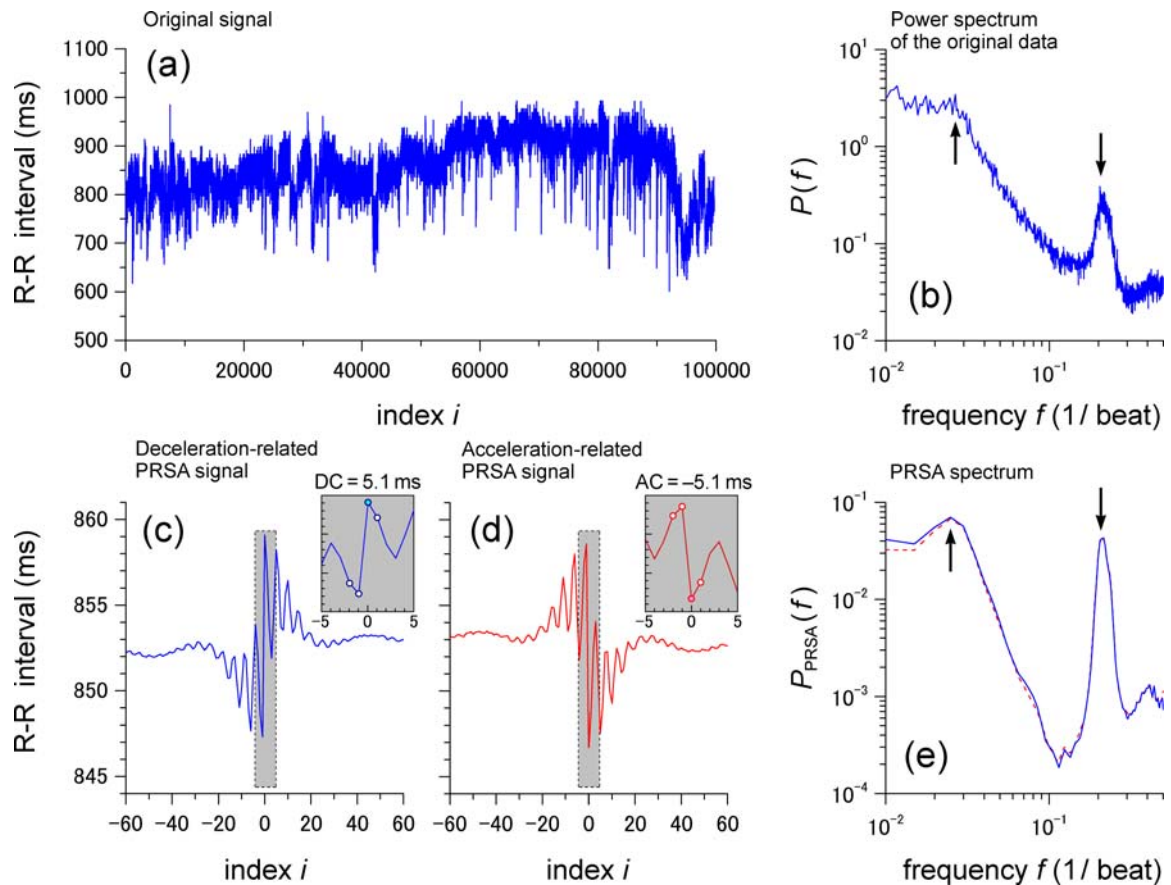 Original signal
(a)
R-R interval (ms)
1100
1000
900
800
700
600
500
0 20000 40000 60000 80000 100000
index i
Power spectrum
of the original data
P(f)
10^1
10^0
10^-1
10^-2
(b)
10^-2 10^-1
frequency f (1/beat)
Deceleration-related
PRSA signal
DC = 5.1 ms
(c)
R-R interval (ms)
860
855
850
845
−5 0 5
−60 −40 −20 0 20 40 60
index i
Acceleration-related
PRSA signal
AC = −5.1 ms
(d)
−5 0 5
−60 −40 −20 0 20 40 60
index i
PRSA spectrum
P_PRSA(f)
10^-1
10^-2
10^-3
10^-4
(e)
10^-2 10^-1
frequency f (1/beat)